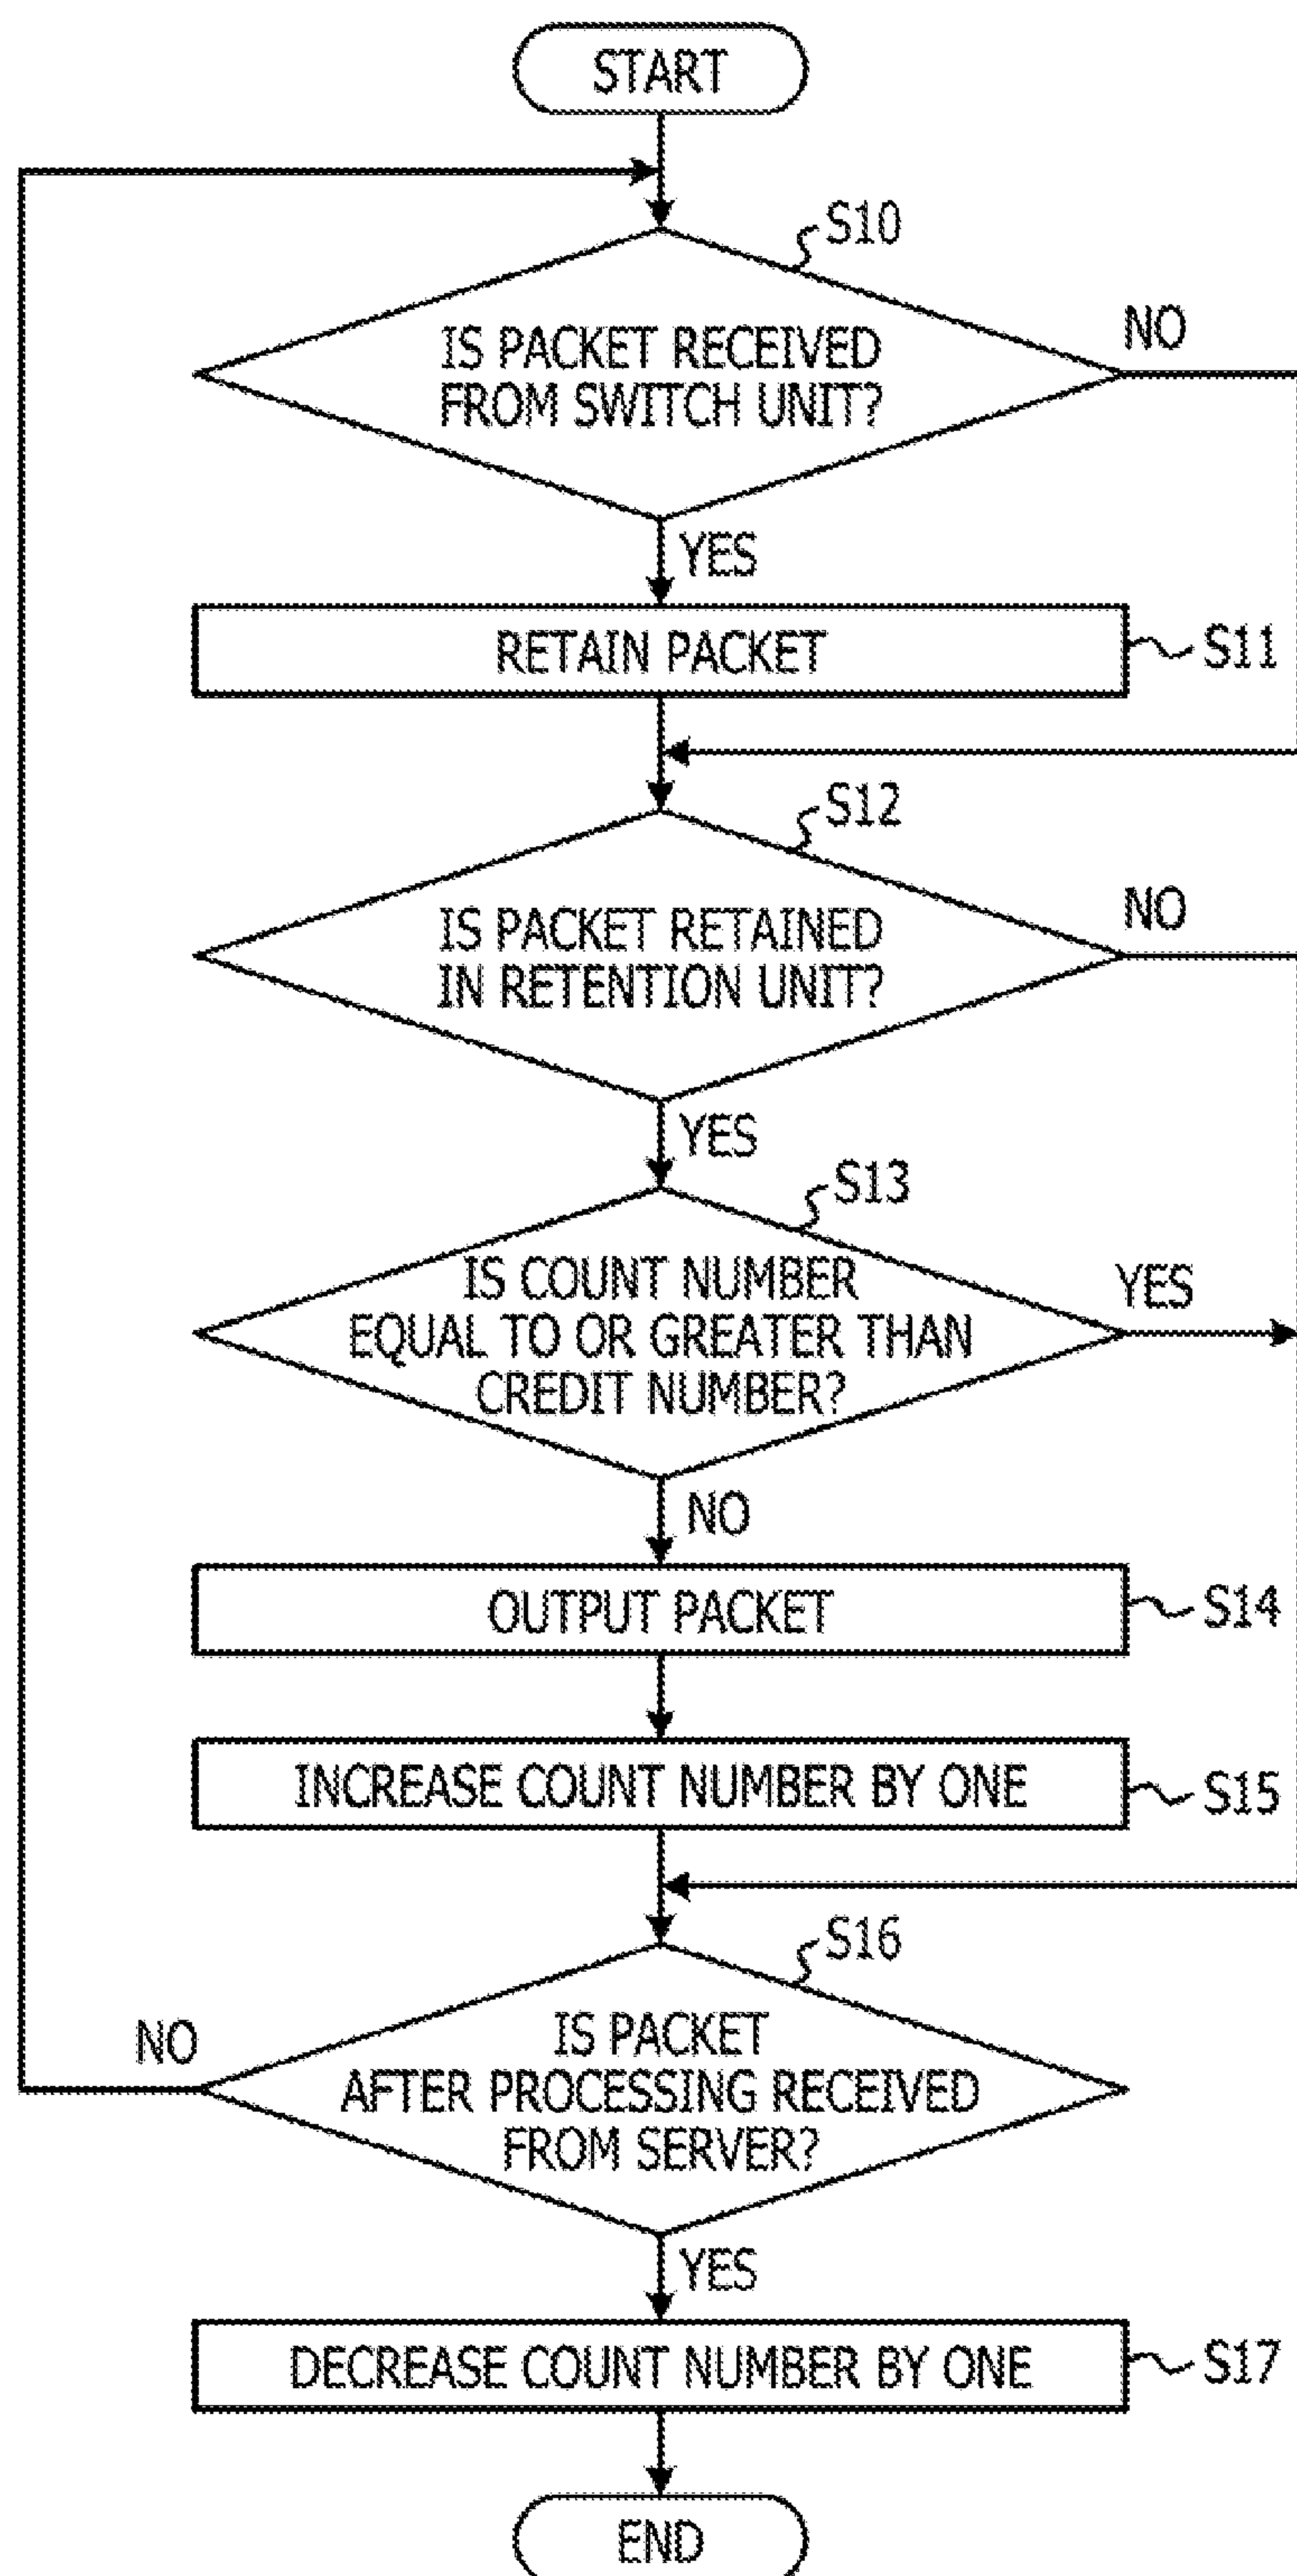 START
S10
IS PACKET RECEIVED
FROM SWITCH UNIT?
NO
YES
RETAIN PACKET
S11
S12
IS PACKET RETAINED
IN RETENTION UNIT?
NO
YES
S13
IS COUNT NUMBER
EQUAL TO OR GREATER THAN
CREDIT NUMBER?
YES
NO
OUTPUT PACKET
S14
INCREASE COUNT NUMBER BY ONE
S15
S16
IS PACKET
AFTER PROCESSING RECEIVED
FROM SERVER?
NO
YES
DECREASE COUNT NUMBER BY ONE
S17
END